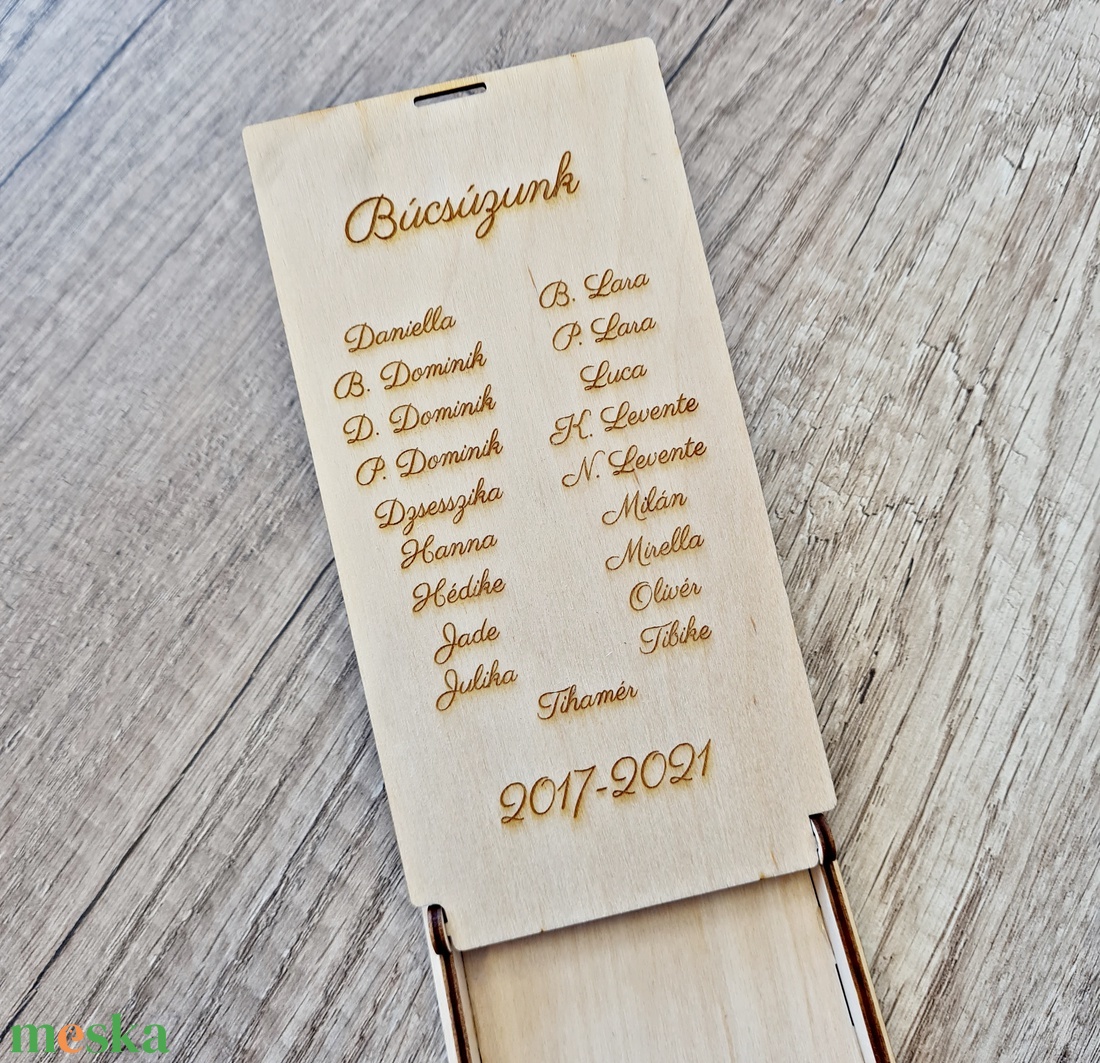 Búcsúzunk
Daniella
B. Dominik
D. Dominik
P. Dominik
Dzsesszika
Hanna
Hédike
Jade
Julika
B. Lara
P. Lara
Luca
K. Levente
N. Levente
Milán
Mirella
Olivér
Tibike
Tihamér
2017-2021
meska